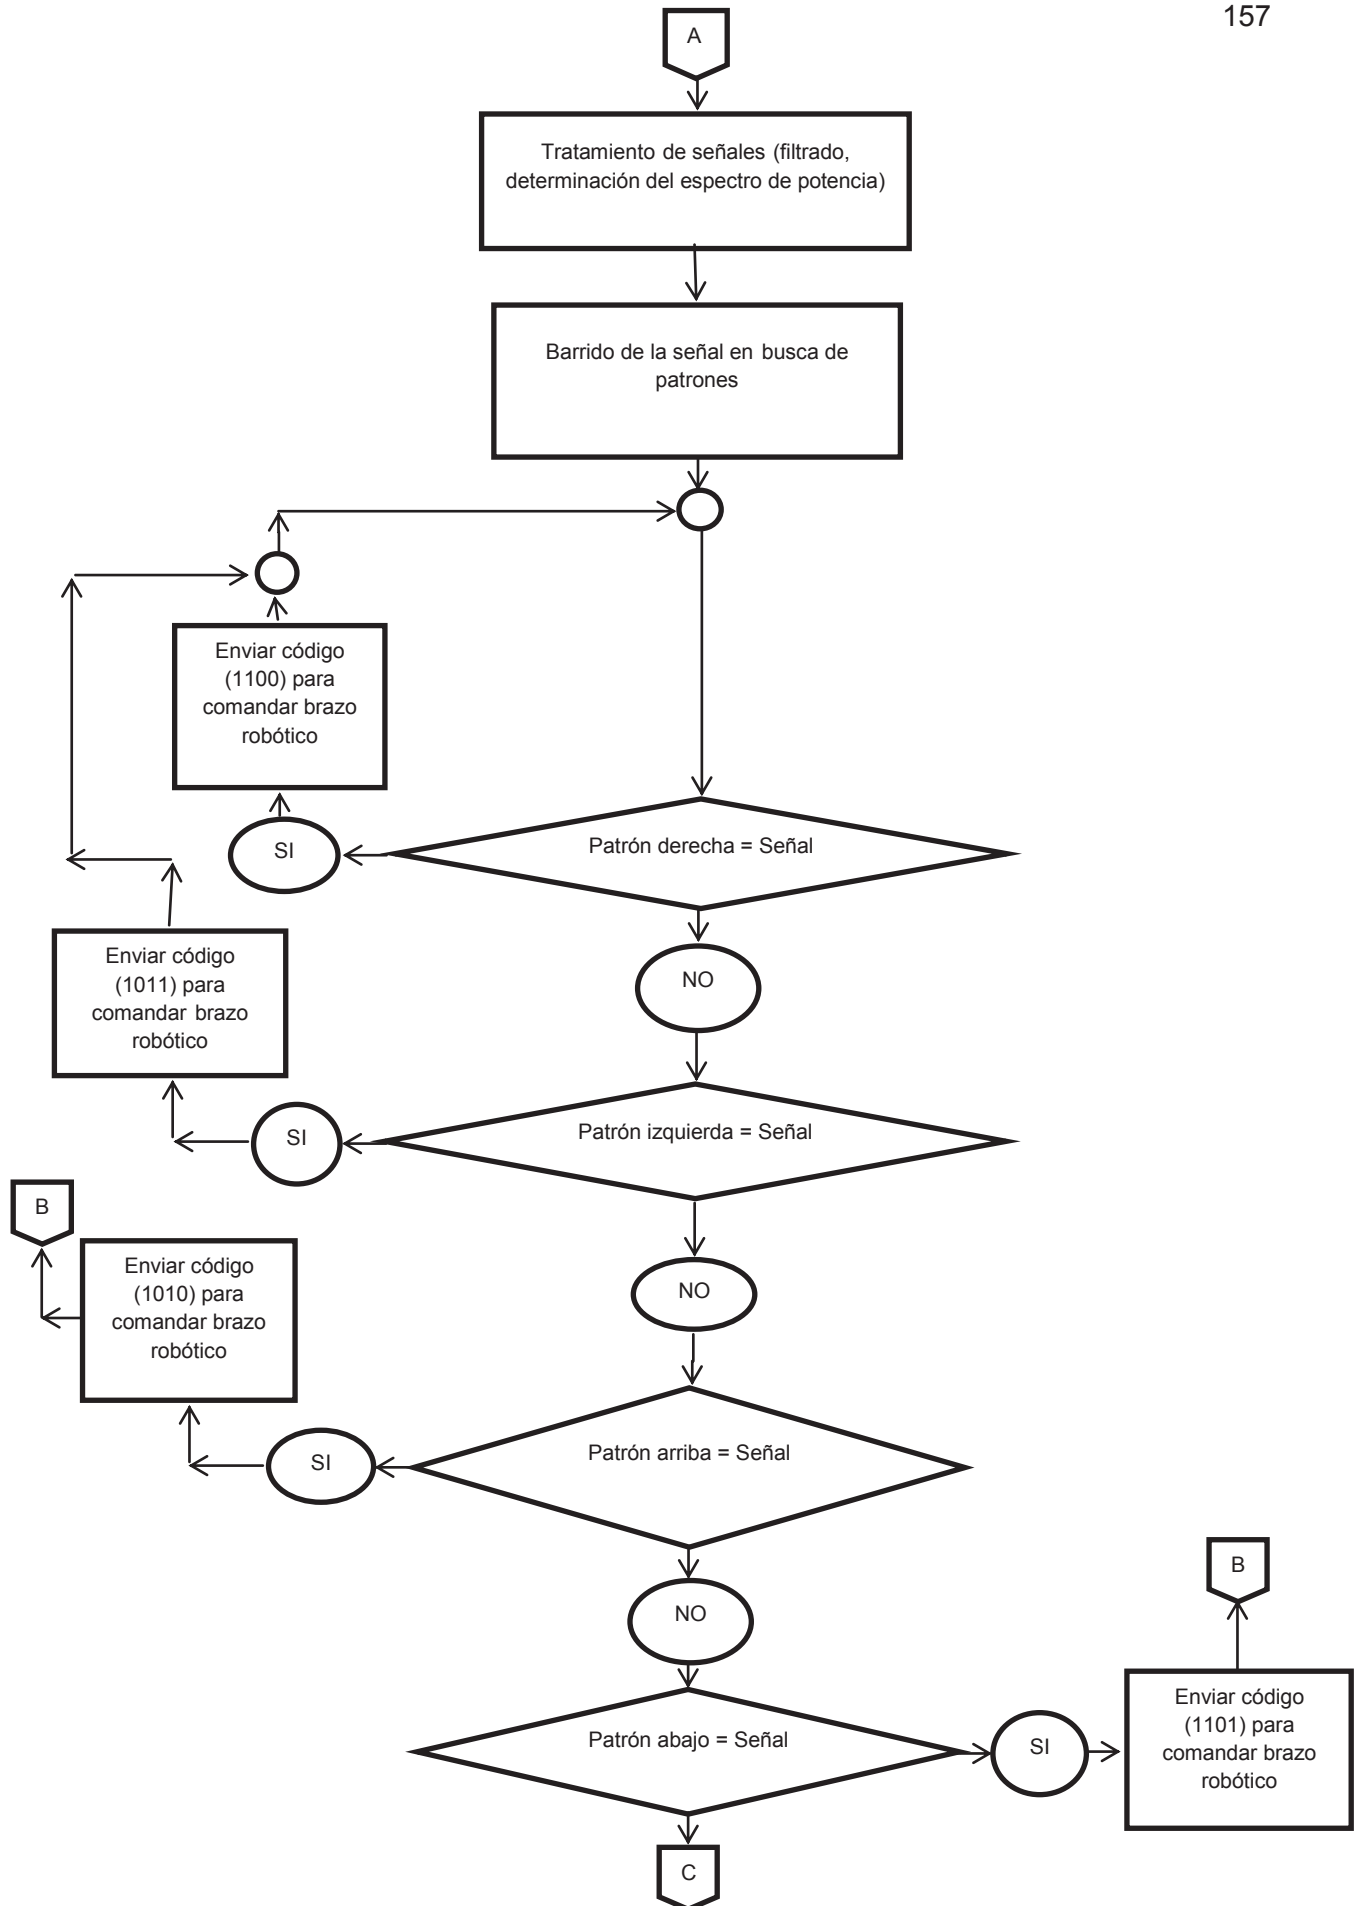 157
A
Tratamiento de señales (filtrado,
determinación del espectro de potencia)
Barrido de la señal en busca de
patrones
Enviar código
(1100) para
comandar brazo
robótico
SI
Patrón derecha = Señal
Enviar código
(1011) para
comandar brazo
robótico
NO
SI
Patrón izquierda = Señal
B
Enviar código
(1010) para
comandar brazo
robótico
NO
SI
Patrón arriba = Señal
B
NO
Enviar código
(1101) para
comandar brazo
robótico
Patrón abajo = Señal
SI
C